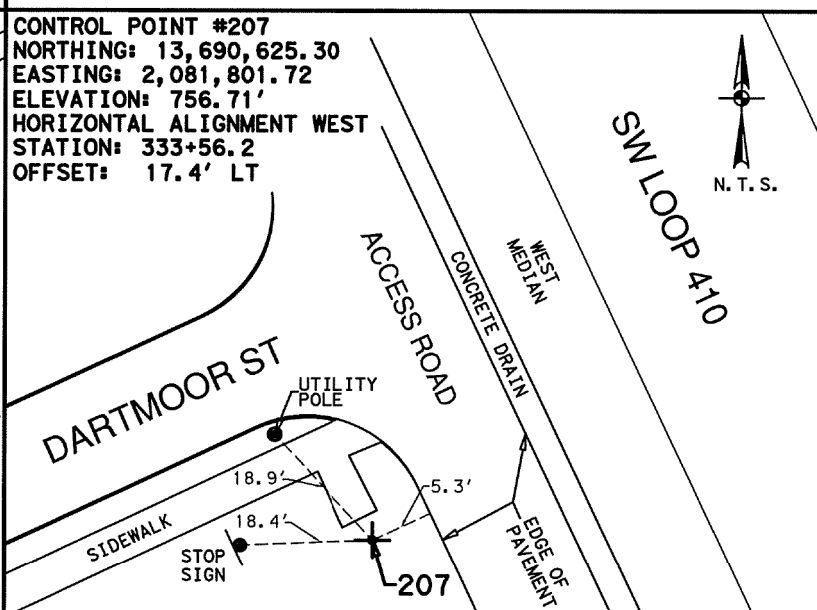 CONTROL POINT #207
NORTHING: 13,690,625.30
EASTING: 2,081,801.72
ELEVATION: 756.71'
HORIZONTAL ALIGNMENT WEST
STATION: 333+56.2
OFFSET: 17.4' LT
N.T.S.
SW LOOP 410
WEST
MEDIAN
CONCRETE DRAIN
ACCESS ROAD
DARTMOOR ST
UTILITY
POLE
18.9'
5.3'
18.4'
SIDEWALK
STOP
SIGN
EDGE OF
PAVEMENT
207